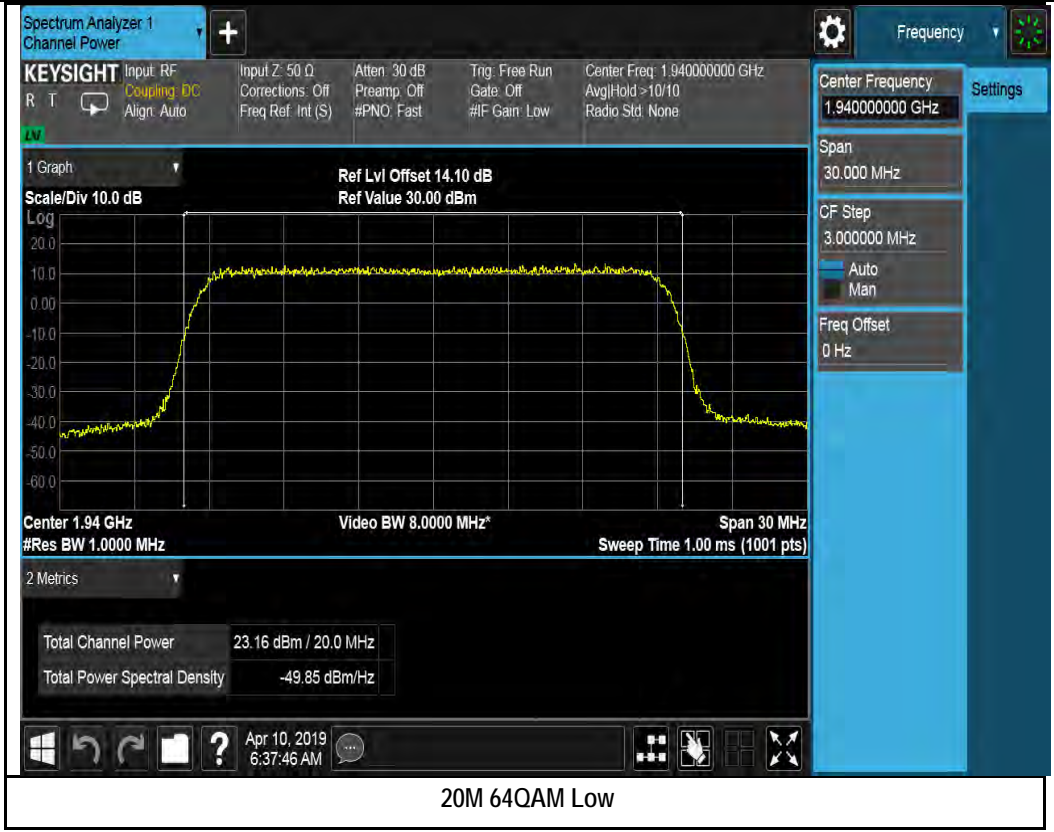 Spectrum Analyzer 1
Channel Power
+
Frequency
KEYSIGHT
R T
LV
Input: RF
Coupling: DC
Align: Auto
Input Z: 50 Ω
Corrections: Off
Freq Ref: Int (S)
Atten: 30 dB
Preamp: Off
#PNO: Fast
Trig: Free Run
Gate: Off
#IF Gain: Low
Center Freq: 1.940000000 GHz
Avg|Hold >10/10
Radio Std: None
Center Frequency
1.940000000 GHz
Settings
Span
30.000 MHz
CF Step
3.000000 MHz
Auto
Man
Freq Offset
0 Hz
1 Graph
Scale/Div 10.0 dB
Ref Lvl Offset 14.10 dB
Ref Value 30.00 dBm
Log
20.0
10.0
0.00
-10.0
-20.0
-30.0
-40.0
-50.0
-60.0
Center 1.94 GHz
#Res BW 1.0000 MHz
Video BW 8.0000 MHz*
Span 30 MHz
Sweep Time 1.00 ms (1001 pts)
2 Metrics
Total Channel Power 23.16 dBm / 20.0 MHz
Total Power Spectral Density -49.85 dBm/Hz
?
Apr 10, 2019
6:37:46 AM
20M 64QAM Low